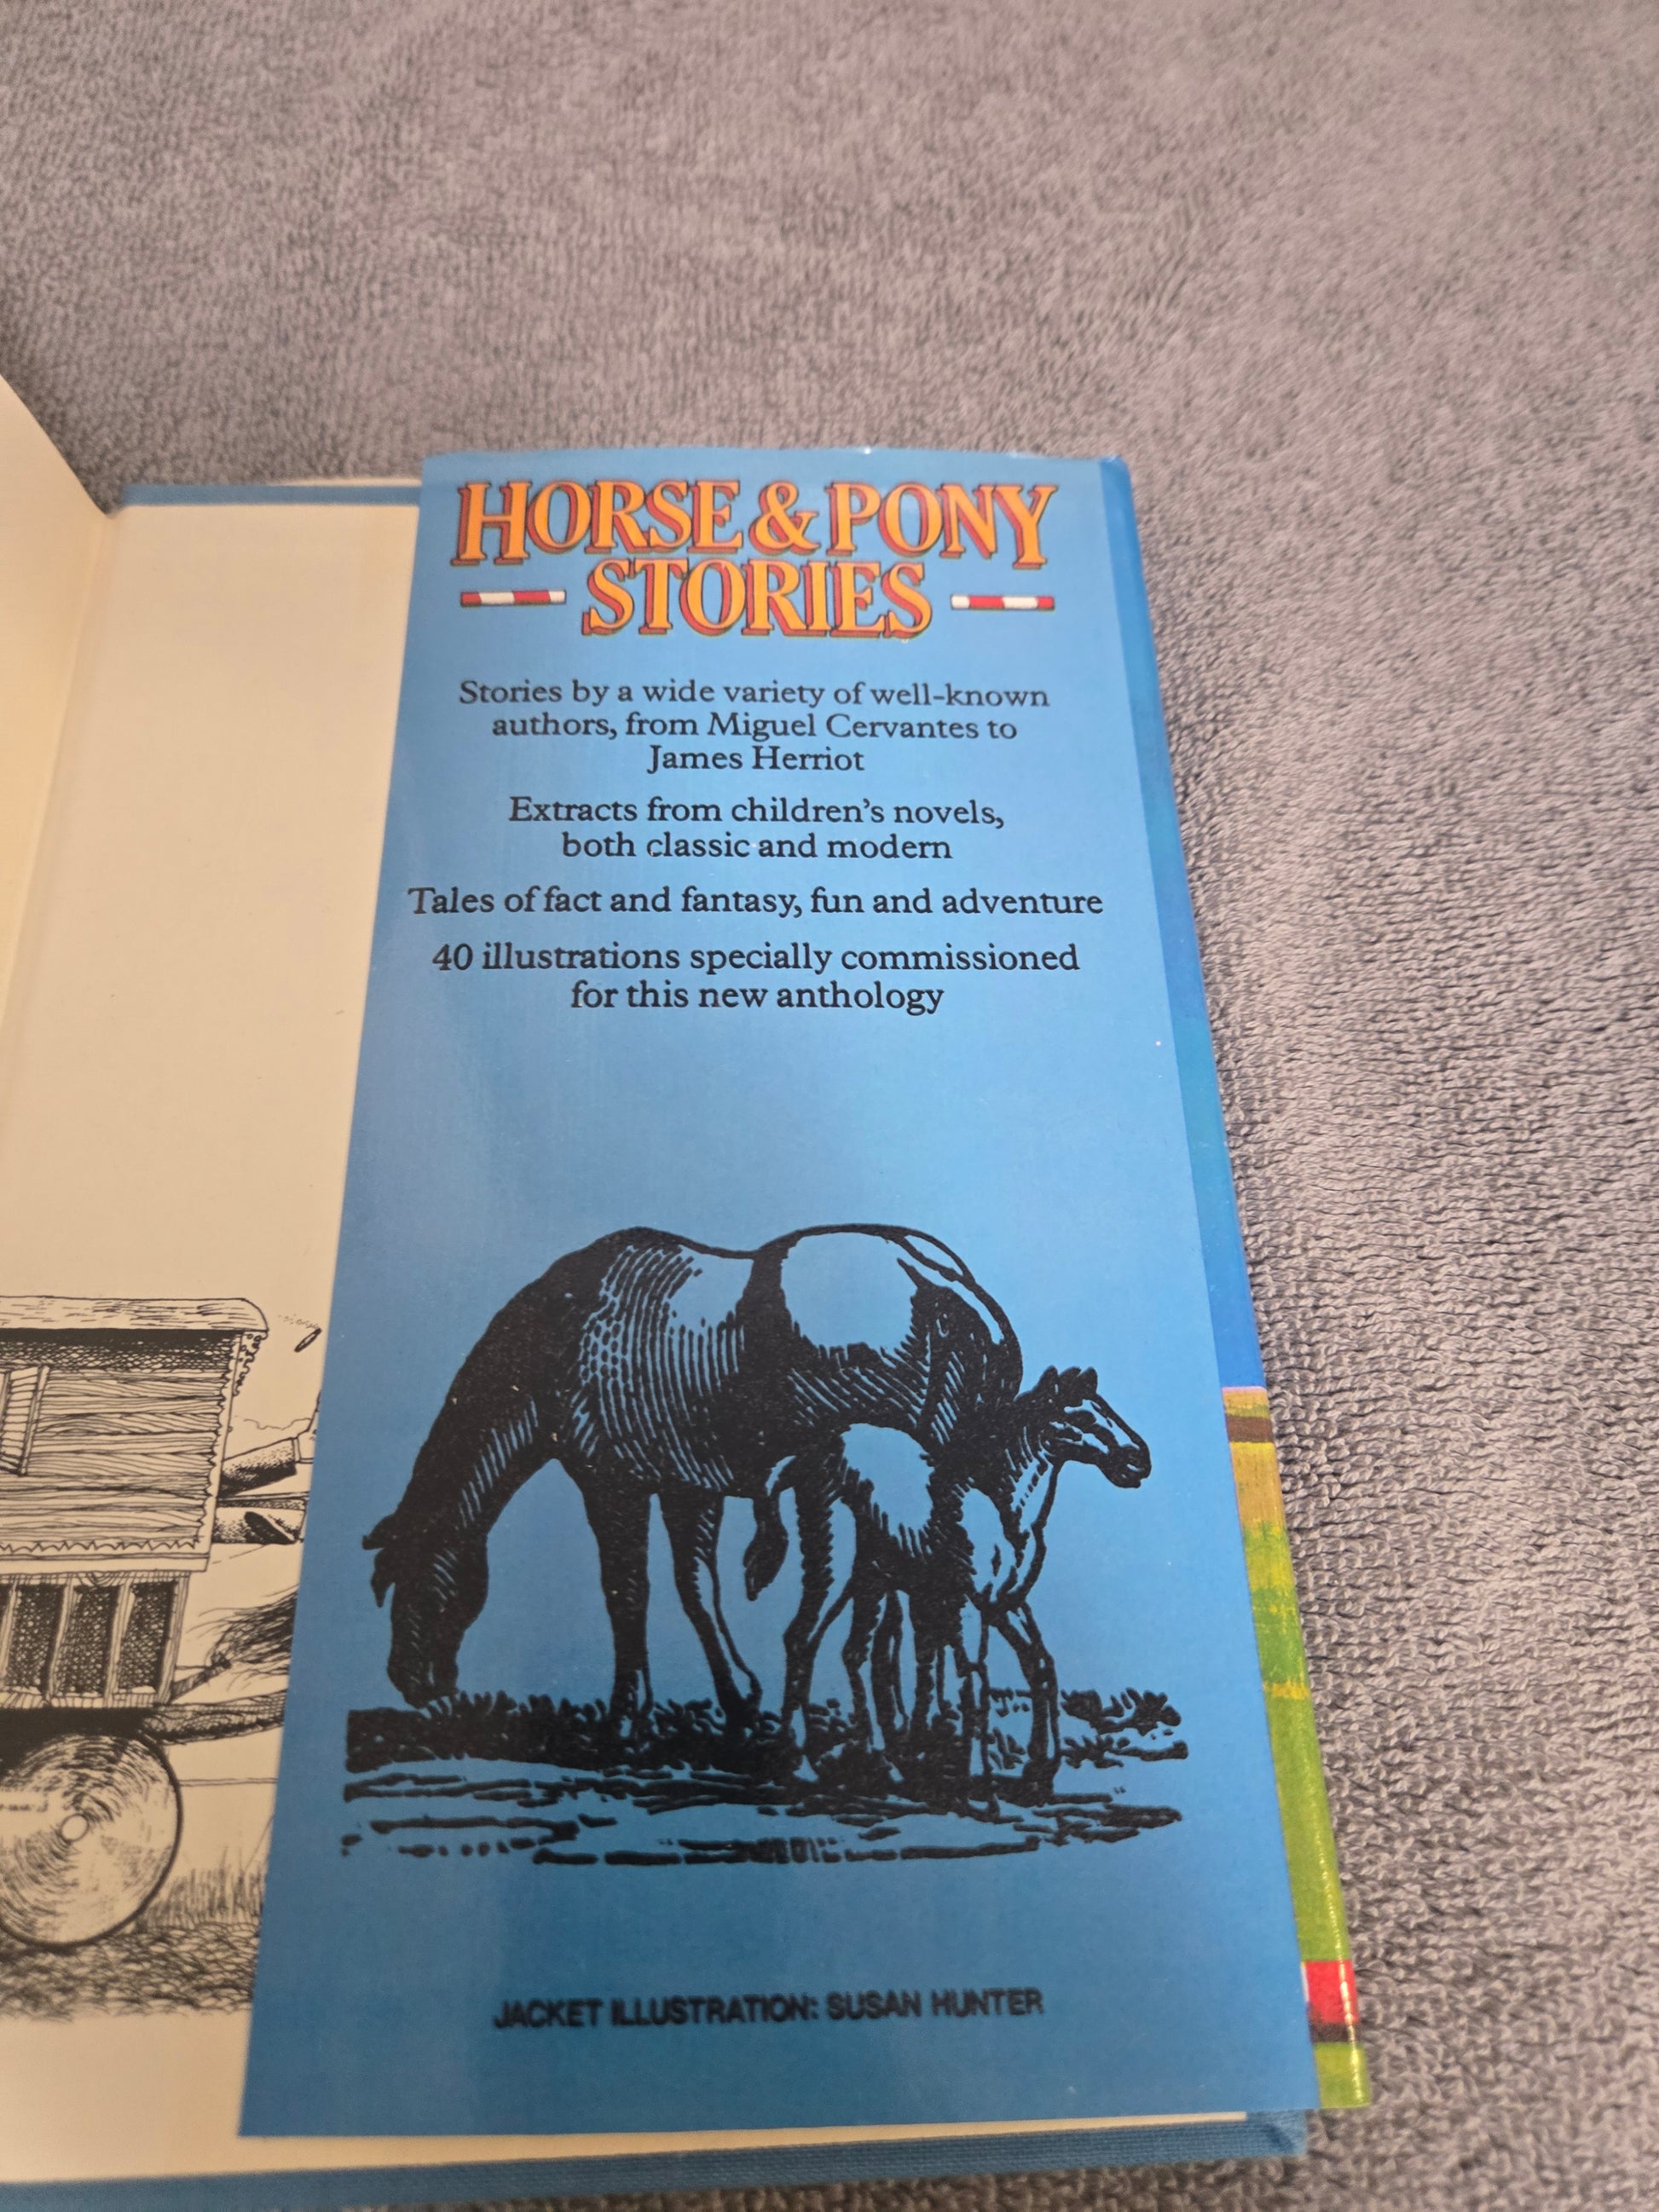 HORSE & PONY
STORIES
Stories by a wide variety of well-known
authors, from Miguel Cervantes to
James Herriot
Extracts from children's novels,
both classic and modern
Tales of fact and fantasy, fun and adventure
40 illustrations specially commissioned
for this new anthology
JACKET ILLUSTRATION: SUSAN HUNTER